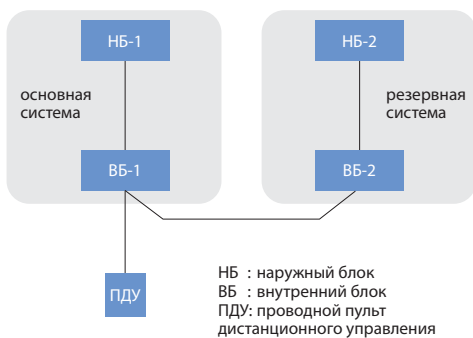 НБ-1
НБ-2
основная
система
резервная
система
ВБ-1
ВБ-2
ПДУ
НБ : наружный блок
ВБ : внутренний блок
ПДУ: проводной пульт
дистанционного управления